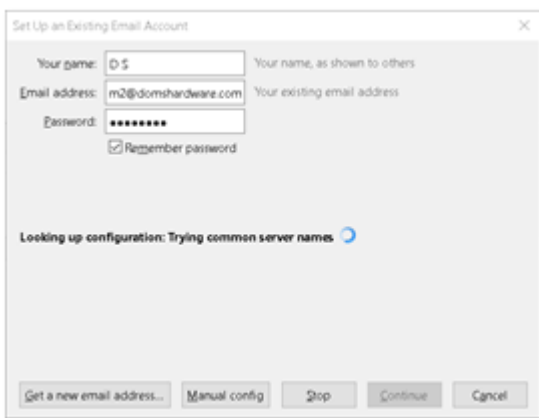 Set Up an Existing Email Account
Your name: D S Your name, as shown to others
Email address: m2@domshardware.com Your existing email address
Password: ••••••••
Remember password
Looking up configuration: Trying common server names
Get a new email address... Manual config Stop Continue Cancel